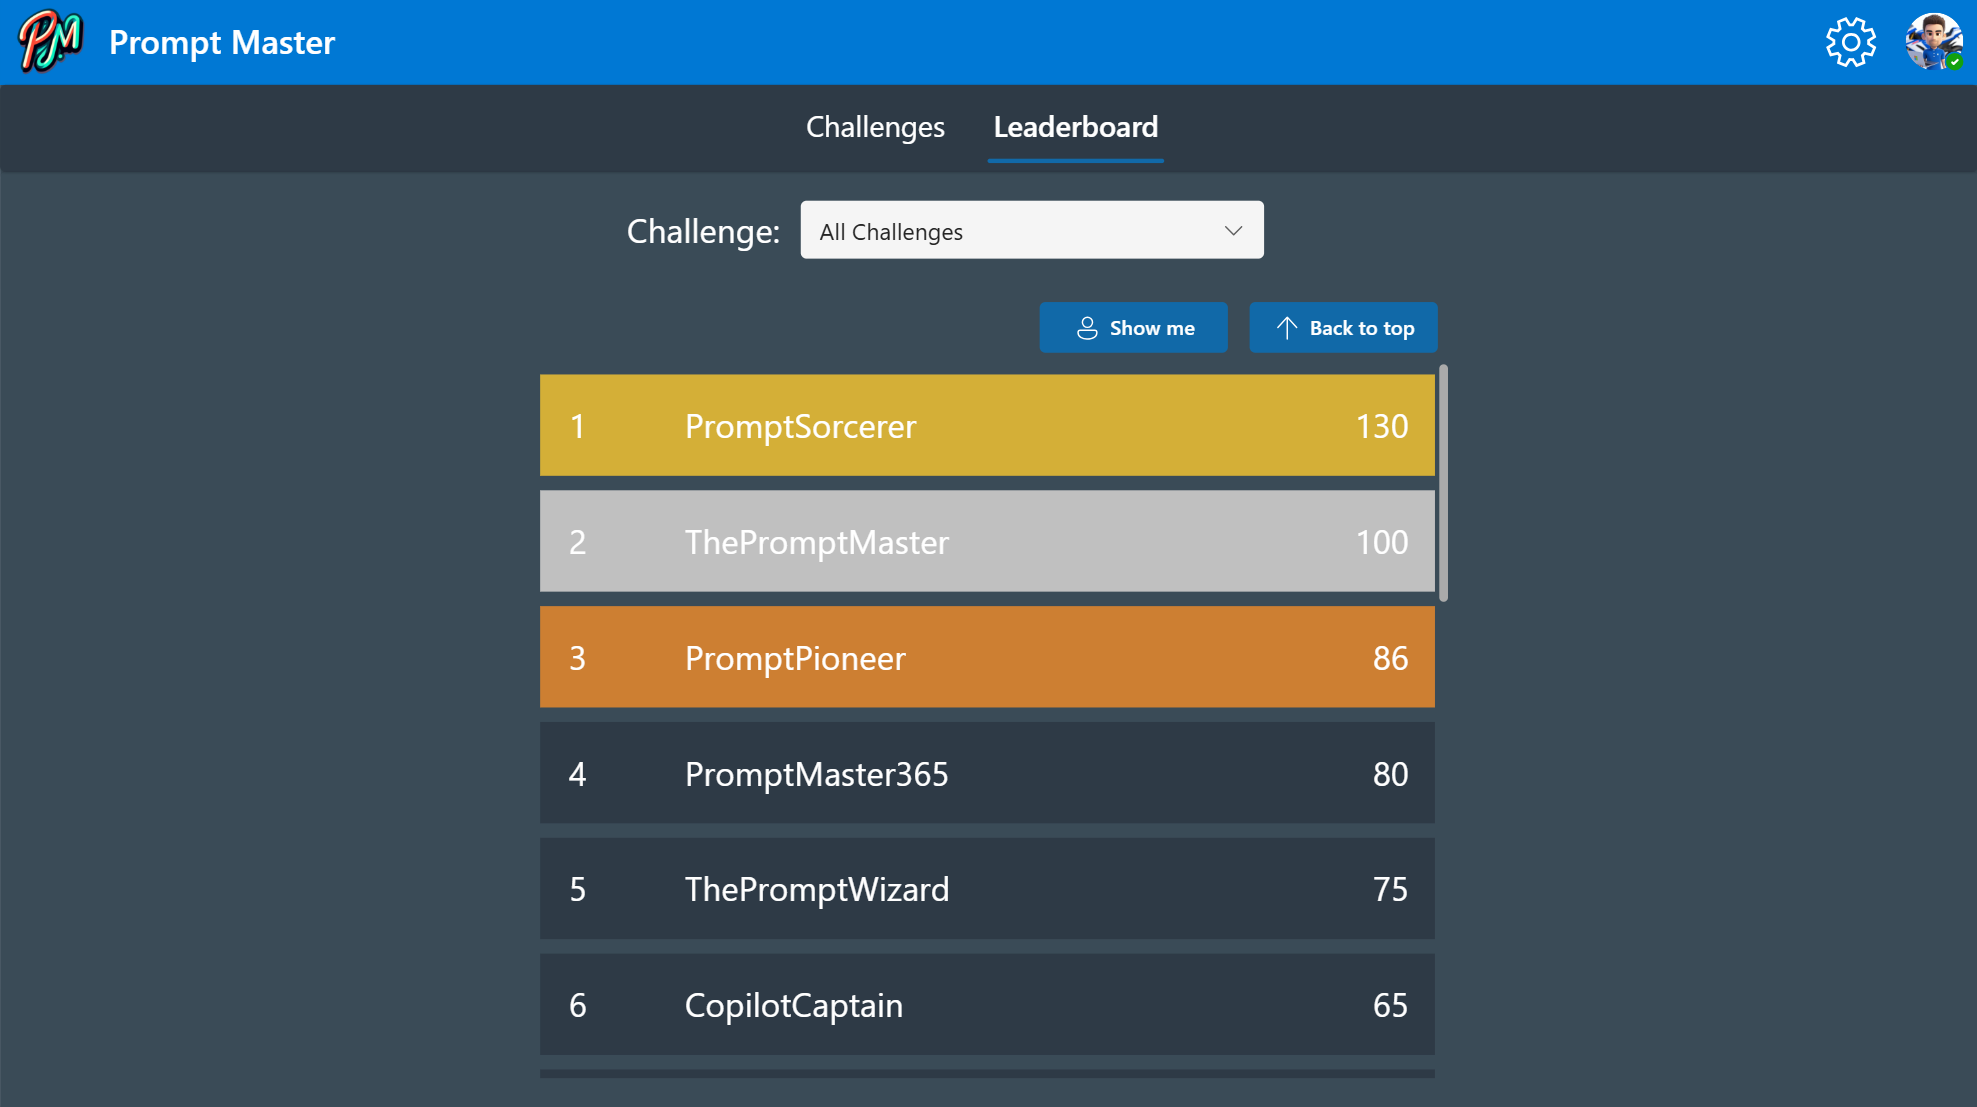 PM Prompt Master
Challenges Leaderboard
Challenge: All Challenges
Show me Back to top
1 PromptSorcerer 130
2 ThePromptMaster 100
3 PromptPioneer 86
4 PromptMaster365 80
5 ThePromptWizard 75
6 CopilotCaptain 65